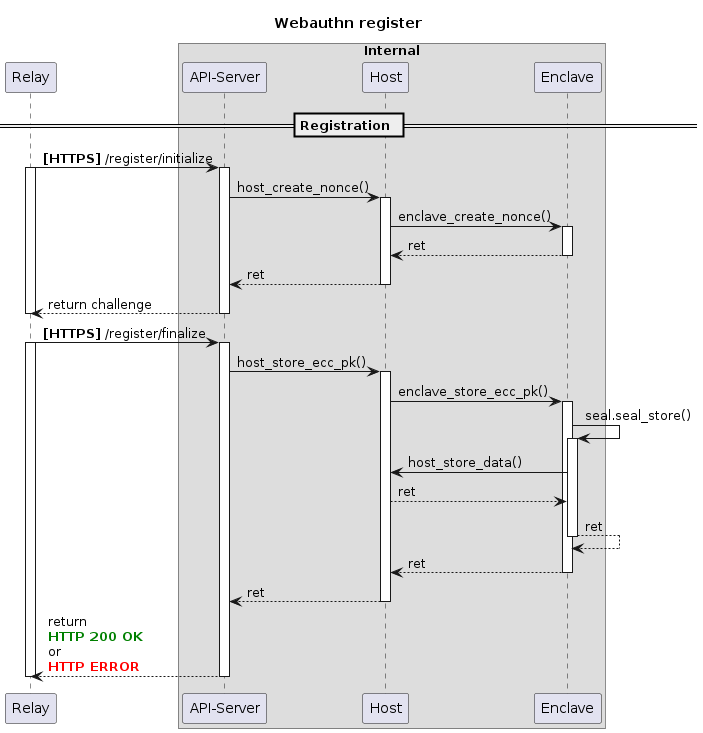 Webauthn register
Internal
Relay
API-Server
Host
Enclave
Registration
[HTTPS] /register/initialize
host_create_nonce()
enclave_create_nonce()
ret
ret
return challenge
[HTTPS] /register/finalize
host_store_ecc_pk()
enclave_store_ecc_pk()
seal.seal_store()
host_store_data()
ret
ret
ret
ret
return
HTTP 200 OK
or
HTTP ERROR
Relay
API-Server
Host
Enclave